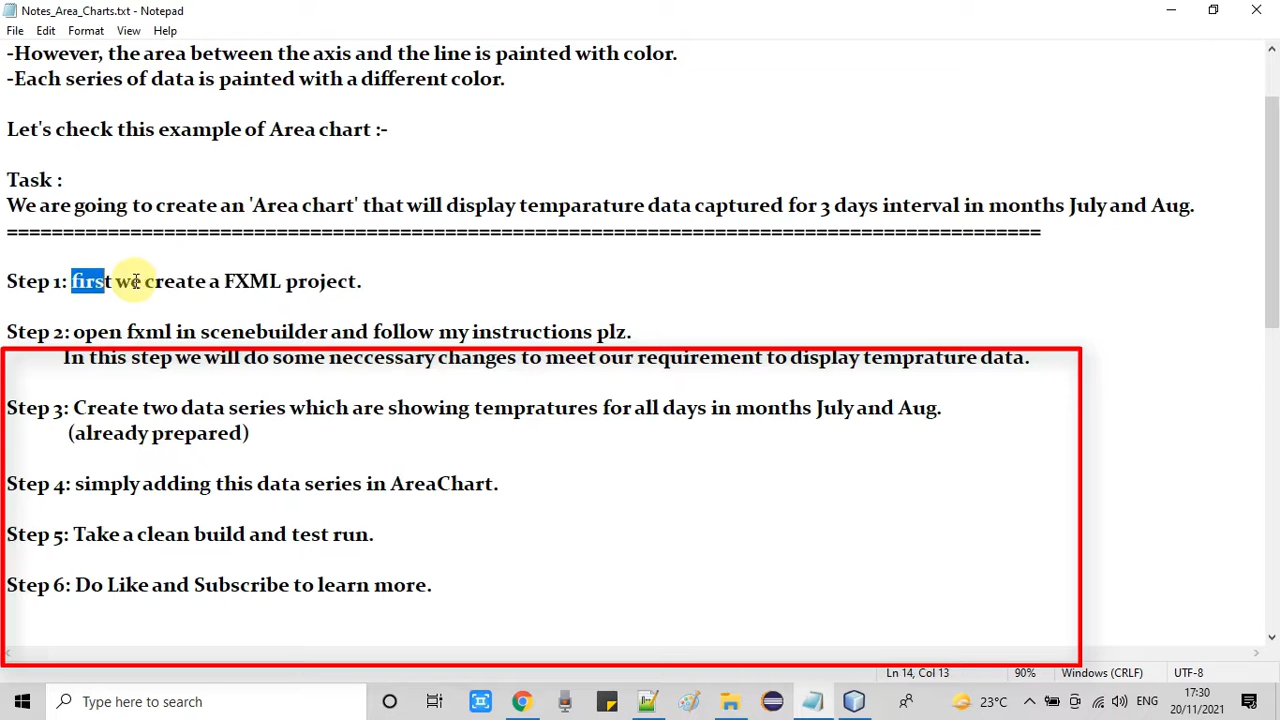 Notes_Area_Charts.txt - Notepad
File Edit Format View Help
-However, the area between the axis and the line is painted with color.
-Each series of data is painted with a different color.
Let's check this example of Area chart :-
Task :
We are going to create an 'Area chart' that will display temparature data captured for 3 days interval in months July and Aug.
==============================================================================================
Step 1: first we create a FXML project.
Step 2: open fxml in scenebuilder and follow my instructions plz.
In this step we will do some neccessary changes to meet our requirement to display temprature data.
Step 3: Create two data series which are showing tempratures for all days in months July and Aug.
(already prepared)
Step 4: simply adding this data series in AreaChart.
Step 5: Take a clean build and test run.
Step 6: Do Like and Subscribe to learn more.
Ln 14, Col 13 90% Windows (CRLF) UTF-8
Type here to search 23°C ENG 17:30
20/11/2021